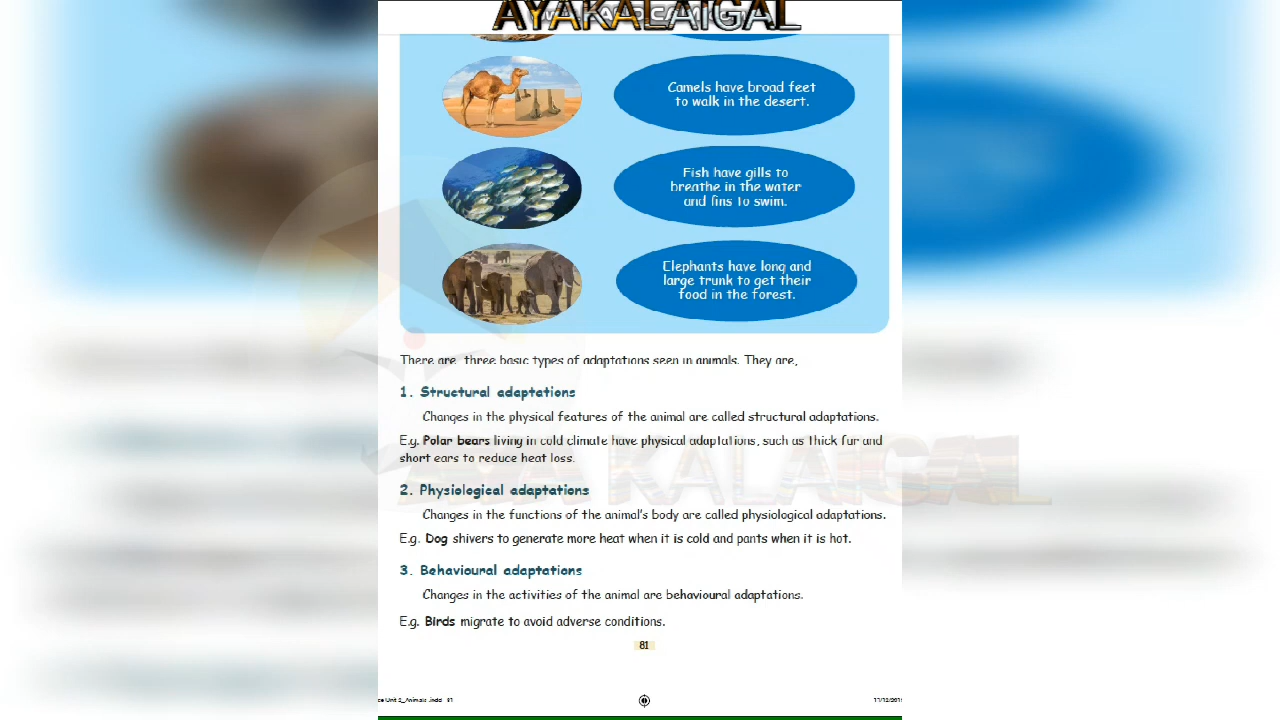 AYAKALAIGAL
Camels have broad feet
to walk in the desert.
Fish have gills to
breathe in the water
and fins to swim.
Elephants have long and
large trunk to get their
food in the forest.
There are three basic types of adaptations seen in animals. They are,
1. Structural adaptations
Changes in the physical features of the animal are called structural adaptations.
E.g. Polar bears living in cold climate have physical adaptations, such as thick fur and
short ears to reduce heat loss.
AYAKALAIGAL
2. Physiological adaptations
Changes in the functions of the animal's body are called physiological adaptations.
E.g. Dog shivers to generate more heat when it is cold and pants when it is hot.
3. Behavioural adaptations
Changes in the activities of the animal are behavioural adaptations.
E.g. Birds migrate to avoid adverse conditions.
81